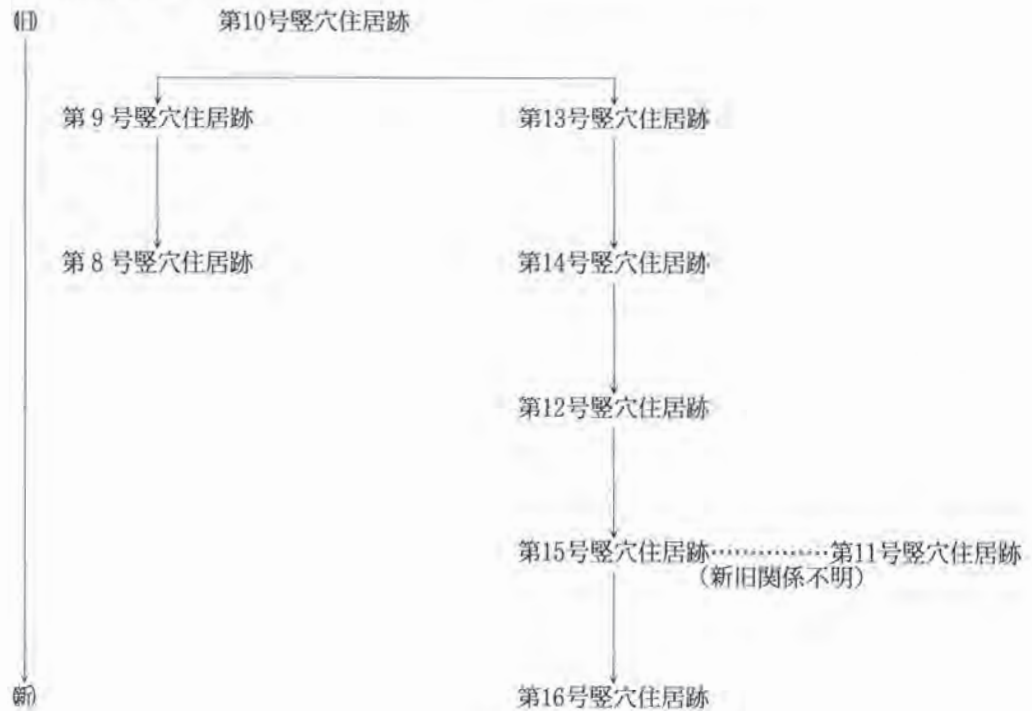 (旧)
第10号竪穴住居跡
第9号竪穴住居跡
第13号竪穴住居跡
第8号竪穴住居跡
第14号竪穴住居跡
第12号竪穴住居跡
第15号竪穴住居跡……………第11号竪穴住居跡
(新旧関係不明)
(新)
第16号竪穴住居跡